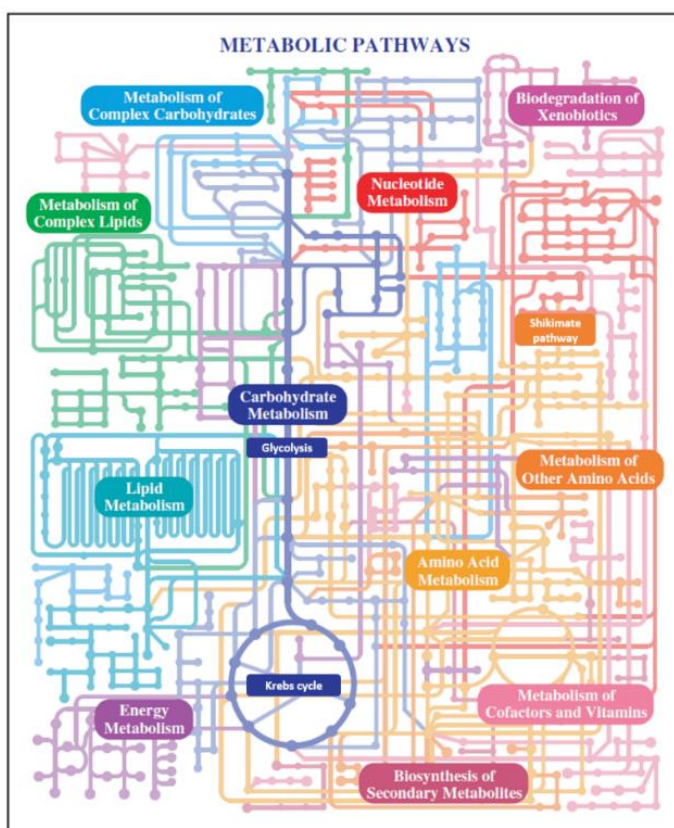 METABOLIC PATHWAYS
Metabolism of
Complex Carbohydrates
Biodegradation of
Xenobiotics
Nucleotide
Metabolism
Metabolism of
Complex Lipids
Shikimate
pathway
Carbohydrate
Metabolism
Glycolysis
Lipid
Metabolism
Metabolism of
Other Amino Acids
Amino Acid
Metabolism
Krebs cycle
Energy
Metabolism
Metabolism of
Cofactors and Vitamins
Biosynthesis of
Secondary Metabolites